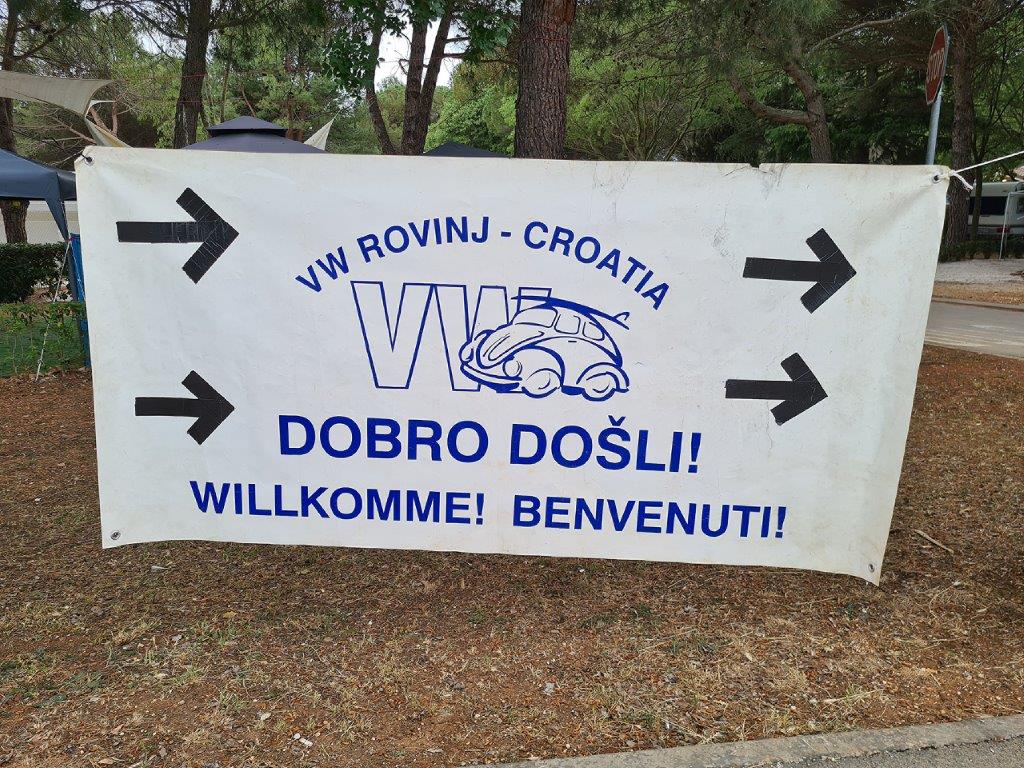 VW ROVINJ - CROATIA
VW
DOBRO DOŠLI!
WILLKOMME! BENVENUTI!